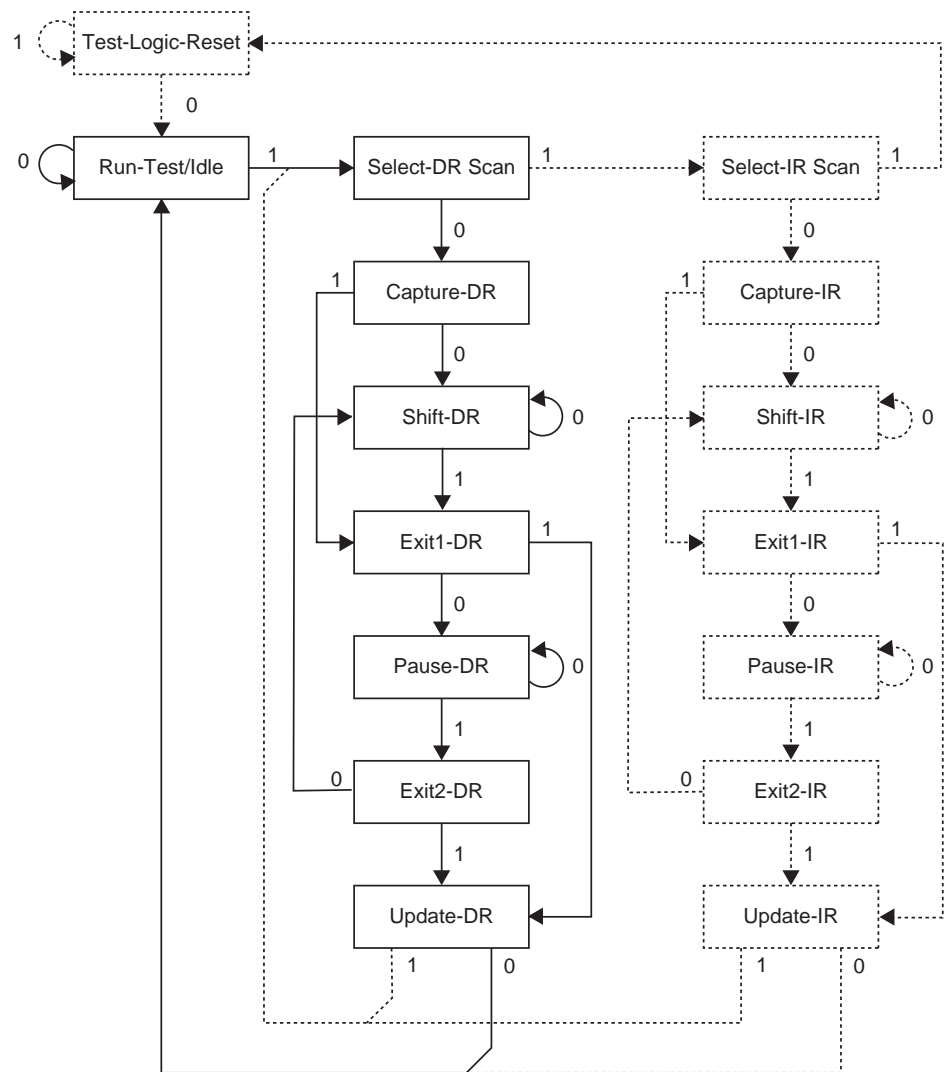 1
Test-Logic-Reset
0
0
Run-Test/Idle
1
Select-DR Scan
1
Select-IR Scan
1
0
0
1
Capture-DR
1
Capture-IR
0
0
Shift-DR
0
Shift-IR
0
1
1
Exit1-DR
1
Exit1-IR
1
0
0
Pause-DR
0
Pause-IR
0
1
1
0
Exit2-DR
0
Exit2-IR
1
1
Update-DR
Update-IR
1
0
1
0